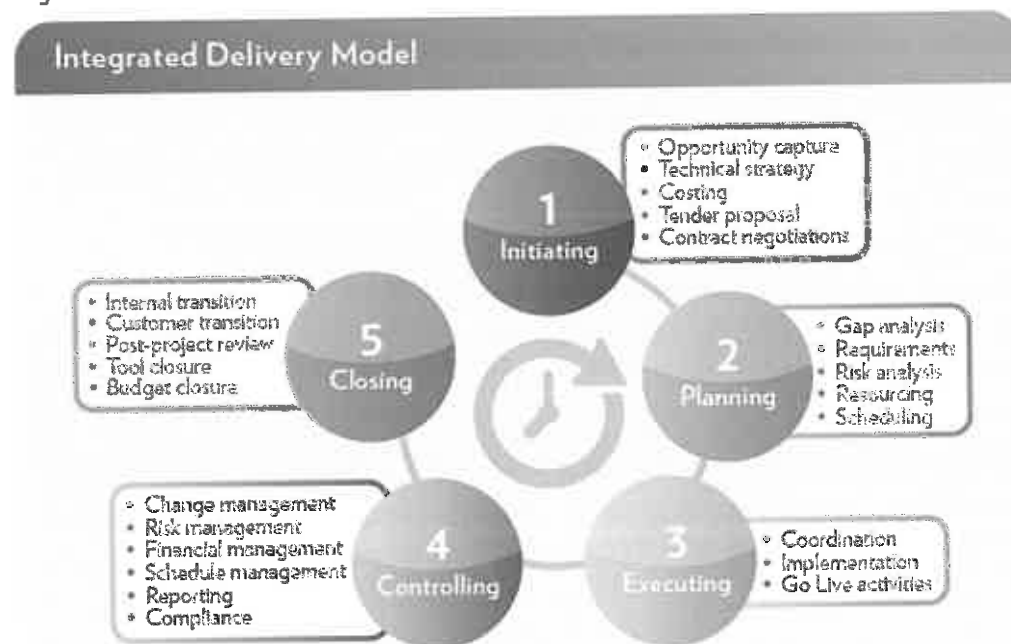 Integrated Delivery Model
1
Initiating
• Opportunity capture
• Technical strategy
• Costing
• Tender proposal
• Contract negotiations
2
Planning
• Gap analysis
• Requirements
• Risk analysis
• Resourcing
• Scheduling
3
Executing
• Coordination
• Implementation
• Go Live activities
4
Controlling
• Change management
• Risk management
• Financial management
• Schedule management
• Reporting
• Compliance
5
Closing
• Internal transition
• Customer transition
• Post-project review
• Tool closure
• Budget closure